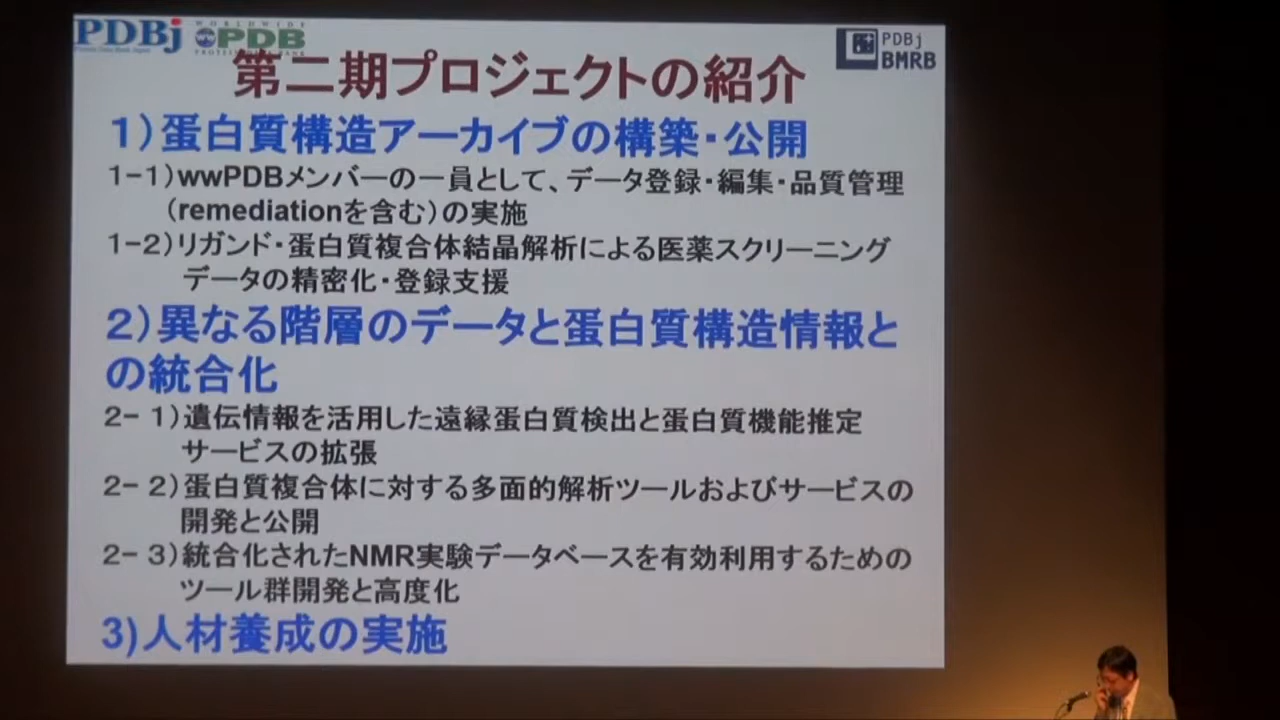 PDBj
WORLDWIDE
PDB
PROTEIN DATA BANK
PDBj
BMRB
第二期プロジェクトの紹介
1)蛋白質構造アーカイブの構築・公開
1-1)wwPDBメンバーの一員として、データ登録・編集・品質管理
(remediationを含む)の実施
1-2)リガンド・蛋白質複合体結晶解析による医薬スクリーニング
データの精密化・登録支援
2)異なる階層のデータと蛋白質構造情報と
の統合化
2- 1)遺伝情報を活用した遠縁蛋白質検出と蛋白質機能推定
サービスの拡張
2- 2)蛋白質複合体に対する多面的解析ツールおよびサービスの
開発と公開
2- 3)統合化されたNMR実験データベースを有効利用するための
ツール群開発と高度化
3)人材養成の実施